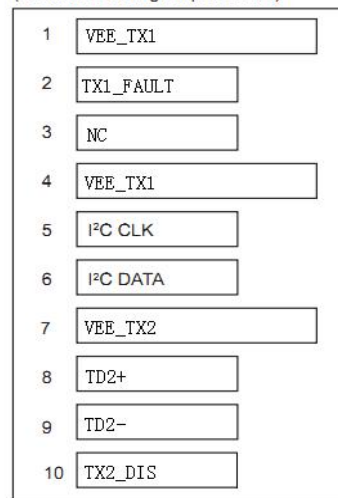 1 VEE_TX1
2 TX1_FAULT
3 NC
4 VEE_TX1
5 I²C CLK
6 I²C DATA
7 VEE_TX2
8 TD2+
9 TD2-
10 TX2_DIS